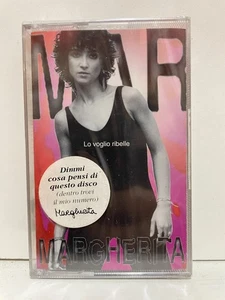 MAR
Lo voglio ribelle
Dimmi
cosa pensi di
questo disco
(dentro trovi
il mio numero)
Margherita
MARGHERITA